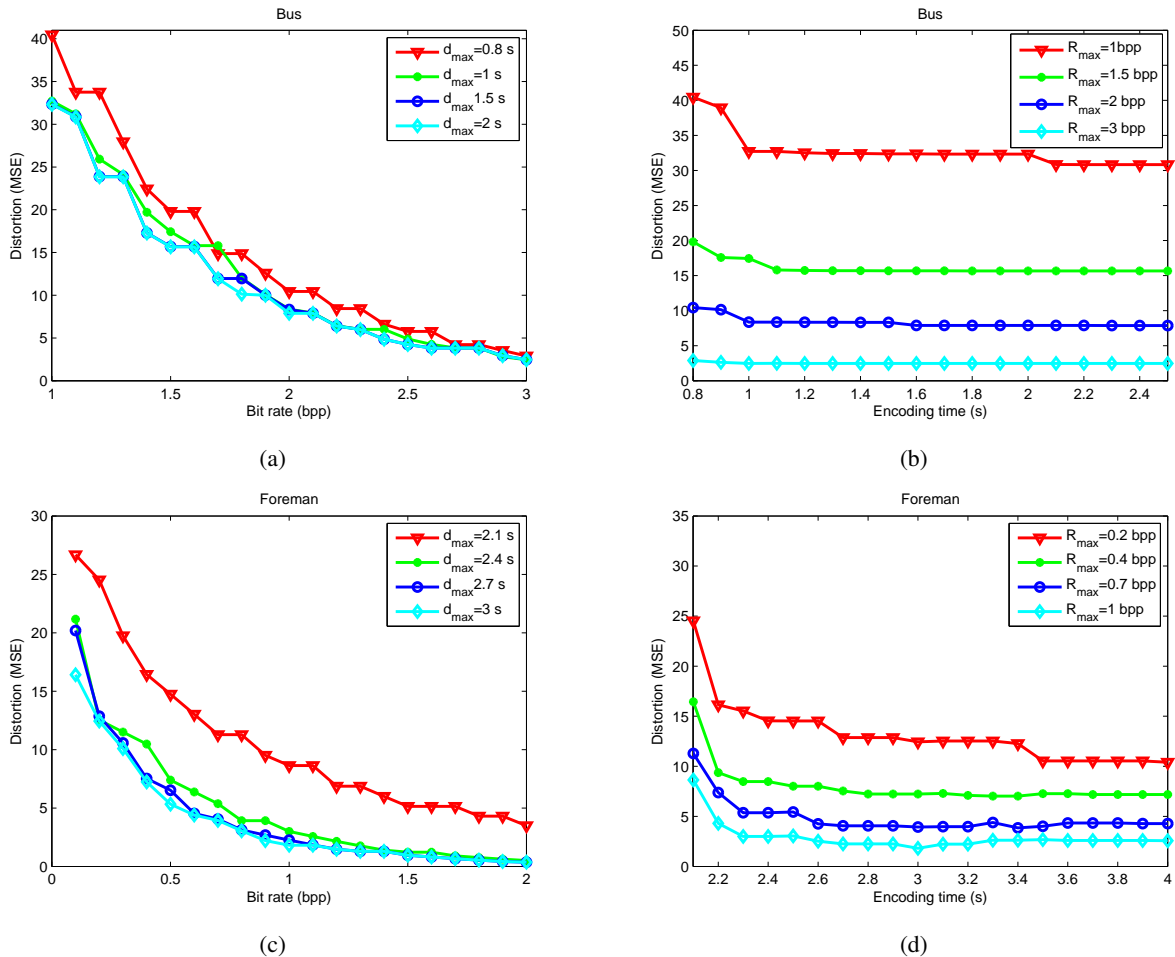 Bus
Distortion (MSE)
40
35
30
25
20
15
10
5
0
1
1.5
2
2.5
3
Bit rate (bpp)
d_max=0.8 s
d_max=1 s
d_max1.5 s
d_max=2 s
(a)
Bus
Distortion (MSE)
50
45
40
35
30
25
20
15
10
5
0
0.8
1
1.2
1.4
1.6
1.8
2
2.2
2.4
Encoding time (s)
R_max=1bpp
R_max=1.5 bpp
R_max=2 bpp
R_max=3 bpp
(b)
Foreman
Distortion (MSE)
30
25
20
15
10
5
0
0
0.5
1
1.5
2
Bit rate (bpp)
d_max=2.1 s
d_max=2.4 s
d_max2.7 s
d_max=3 s
(c)
Foreman
Distortion (MSE)
35
30
25
20
15
10
5
0
2.2
2.4
2.6
2.8
3
3.2
3.4
3.6
3.8
4
Encoding time (s)
R_max=0.2 bpp
R_max=0.4 bpp
R_max=0.7 bpp
R_max=1 bpp
(d)